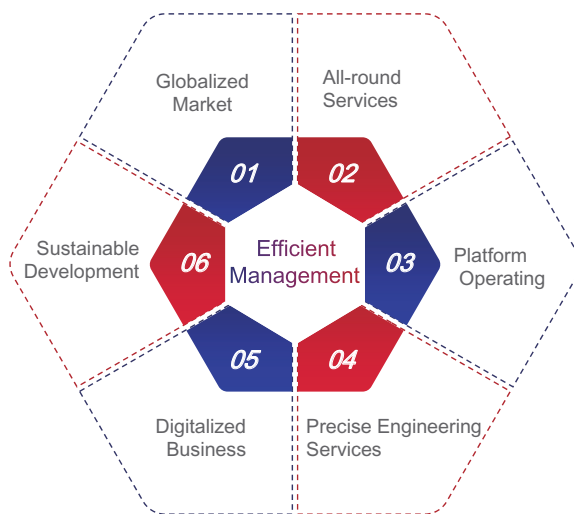 Globalized
Market
All-round
Services
01
02
Sustainable
Development
06
Efficient
Management
03
Platform
Operating
05
04
Digitalized
Business
Precise Engineering
Services